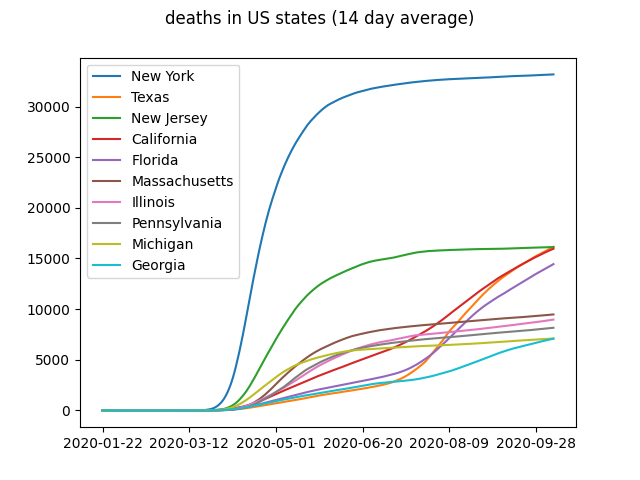 deaths in US states (14 day average)
New York
Texas
New Jersey
California
Florida
Massachusetts
Illinois
Pennsylvania
Michigan
Georgia
30000
25000
20000
15000
10000
5000
0
2020-01-22 2020-03-12 2020-05-01 2020-06-20 2020-08-09 2020-09-28